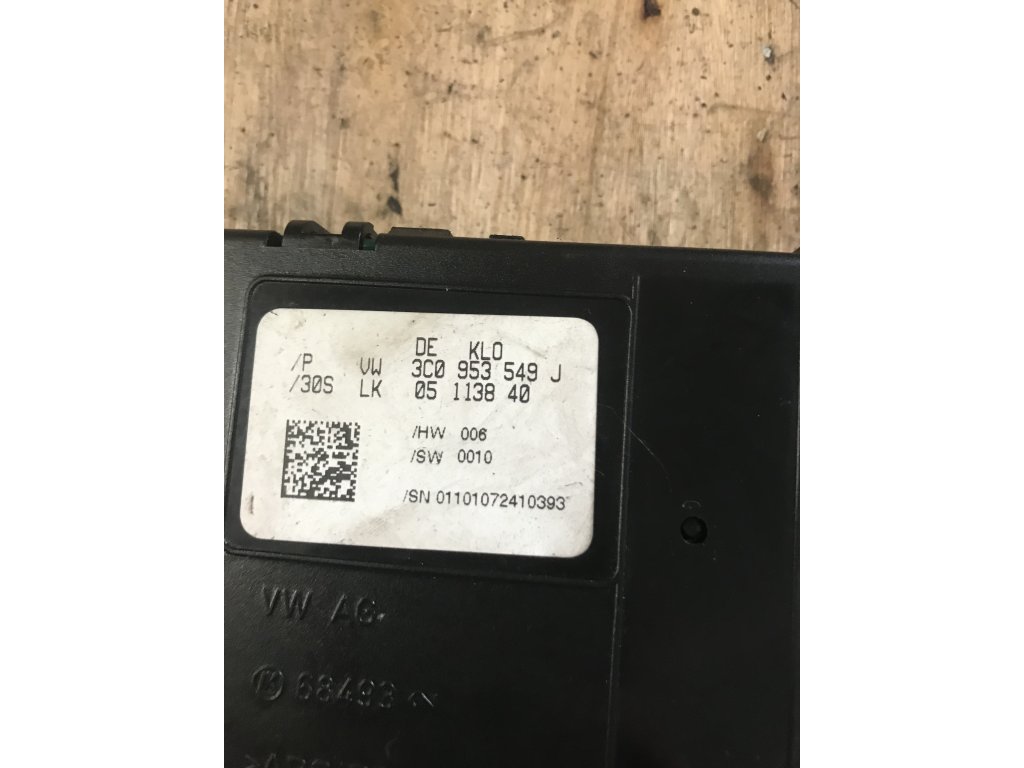 DE KLO
/P VW 3C0 953 549 J
/30S LK 05 1138 40
/HW 006
/SW 0010
/SN 01101072410393
VW AG
68493